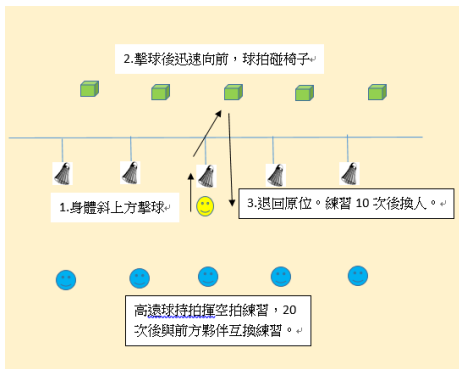 2.擊球後迅速向前，球拍碰椅子
1.身體斜上方擊球
3.退回原位。練習 10 次後換人。
高遠球持拍揮空拍練習，20
次後與前方夥伴互換練習。